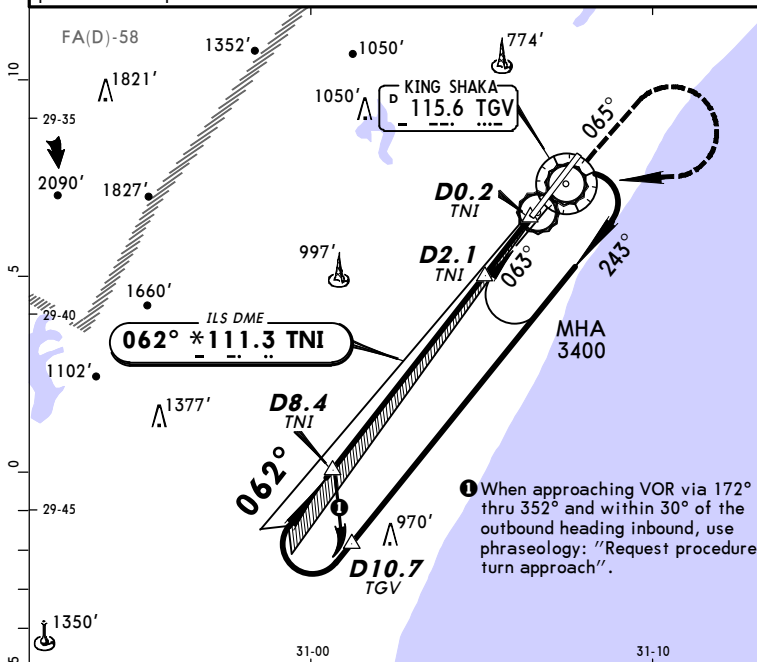 FA(D)-58
1352'
1050'
774'
10
1821'
1050'
KING SHAKA
D 115.6 TGV
065°
29-35
2090'
1827'
D0.2
TNI
D2.1
TNI
997'
063°
243°
5
1660'
29-40
ILS DME
062° *111.3 TNI
MHA
3400
1102'
1377'
D8.4
TNI
0
062°
29-45
1
970'
D10.7
TGV
1 When approaching VOR via 172°
thru 352° and within 30° of the
outbound heading inbound, use
phraseology: "Request procedure
turn approach".
1350'
5
31-00
31-10